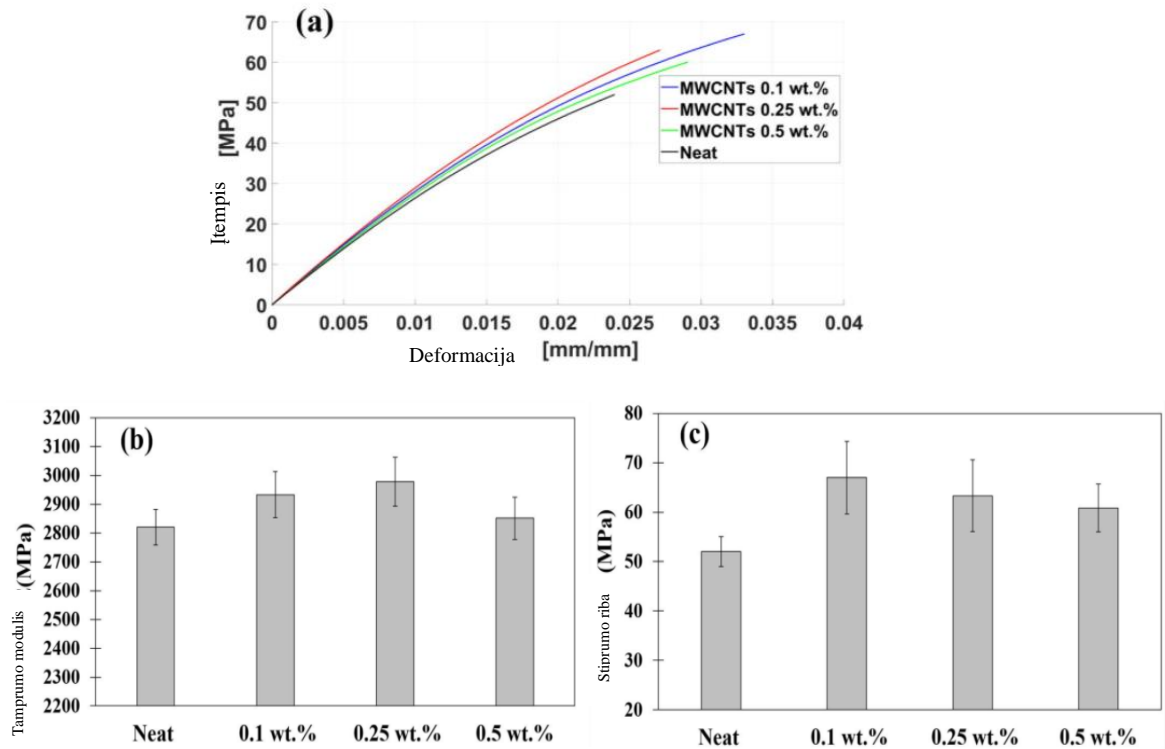 (a)
70
60
50
40
30
20
10
0
[MPa]
Įtempis
MWCNTs 0.1 wt.%
MWCNTs 0.25 wt.%
MWCNTs 0.5 wt.%
Neat
0 0.005 0.01 0.015 0.02 0.025 0.03 0.035 0.04
Deformacija [mm/mm]
(b)
3200
3100
3000
2900
2800
2700
2600
2500
2400
2300
2200
Tamprumo modulis (MPa)
Neat 0.1 wt.% 0.25 wt.% 0.5 wt.%
(c)
80
70
60
50
40
30
20
Stiprumo riba (MPa)
Neat 0.1 wt.% 0.25 wt.% 0.5 wt.%